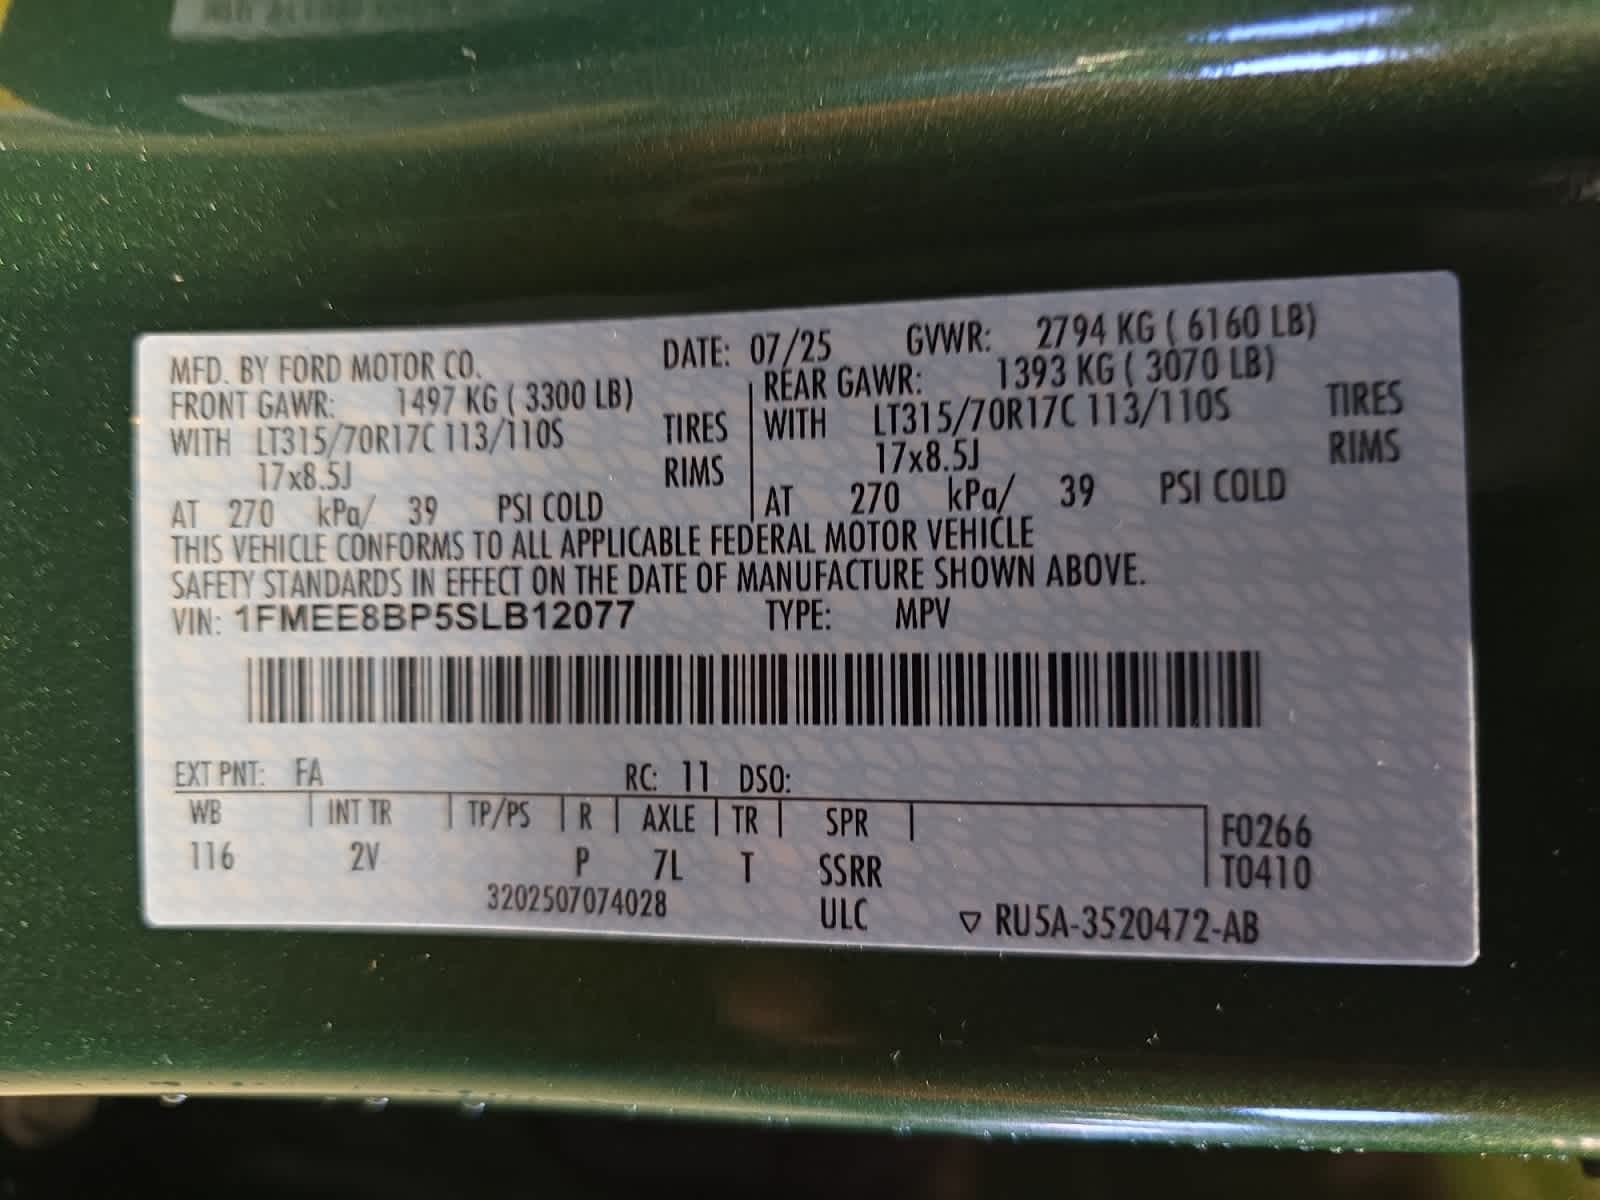 MFD. BY FORD MOTOR CO. DATE: 07/25 GVWR: 2794 KG ( 6160 LB)
FRONT GAWR: 1497 KG ( 3300 LB) REAR GAWR: 1393 KG ( 3070 LB)
WITH LT315/70R17C 113/110S TIRES WITH LT315/70R17C 113/110S TIRES
17x8.5J RIMS 17x8.5J RIMS
AT 270 kPa/ 39 PSI COLD AT 270 kPa/ 39 PSI COLD
THIS VEHICLE CONFORMS TO ALL APPLICABLE FEDERAL MOTOR VEHICLE
SAFETY STANDARDS IN EFFECT ON THE DATE OF MANUFACTURE SHOWN ABOVE.
VIN: 1FMEE8BP5SLB12077 TYPE: MPV
EXT PNT: FA RC: 11 DSO:
WB INT TR TP/PS R AXLE TR SPR F0266
116 2V P 7L T SSRR T0410
3202507074028 ULC ▽ RU5A-3520472-AB